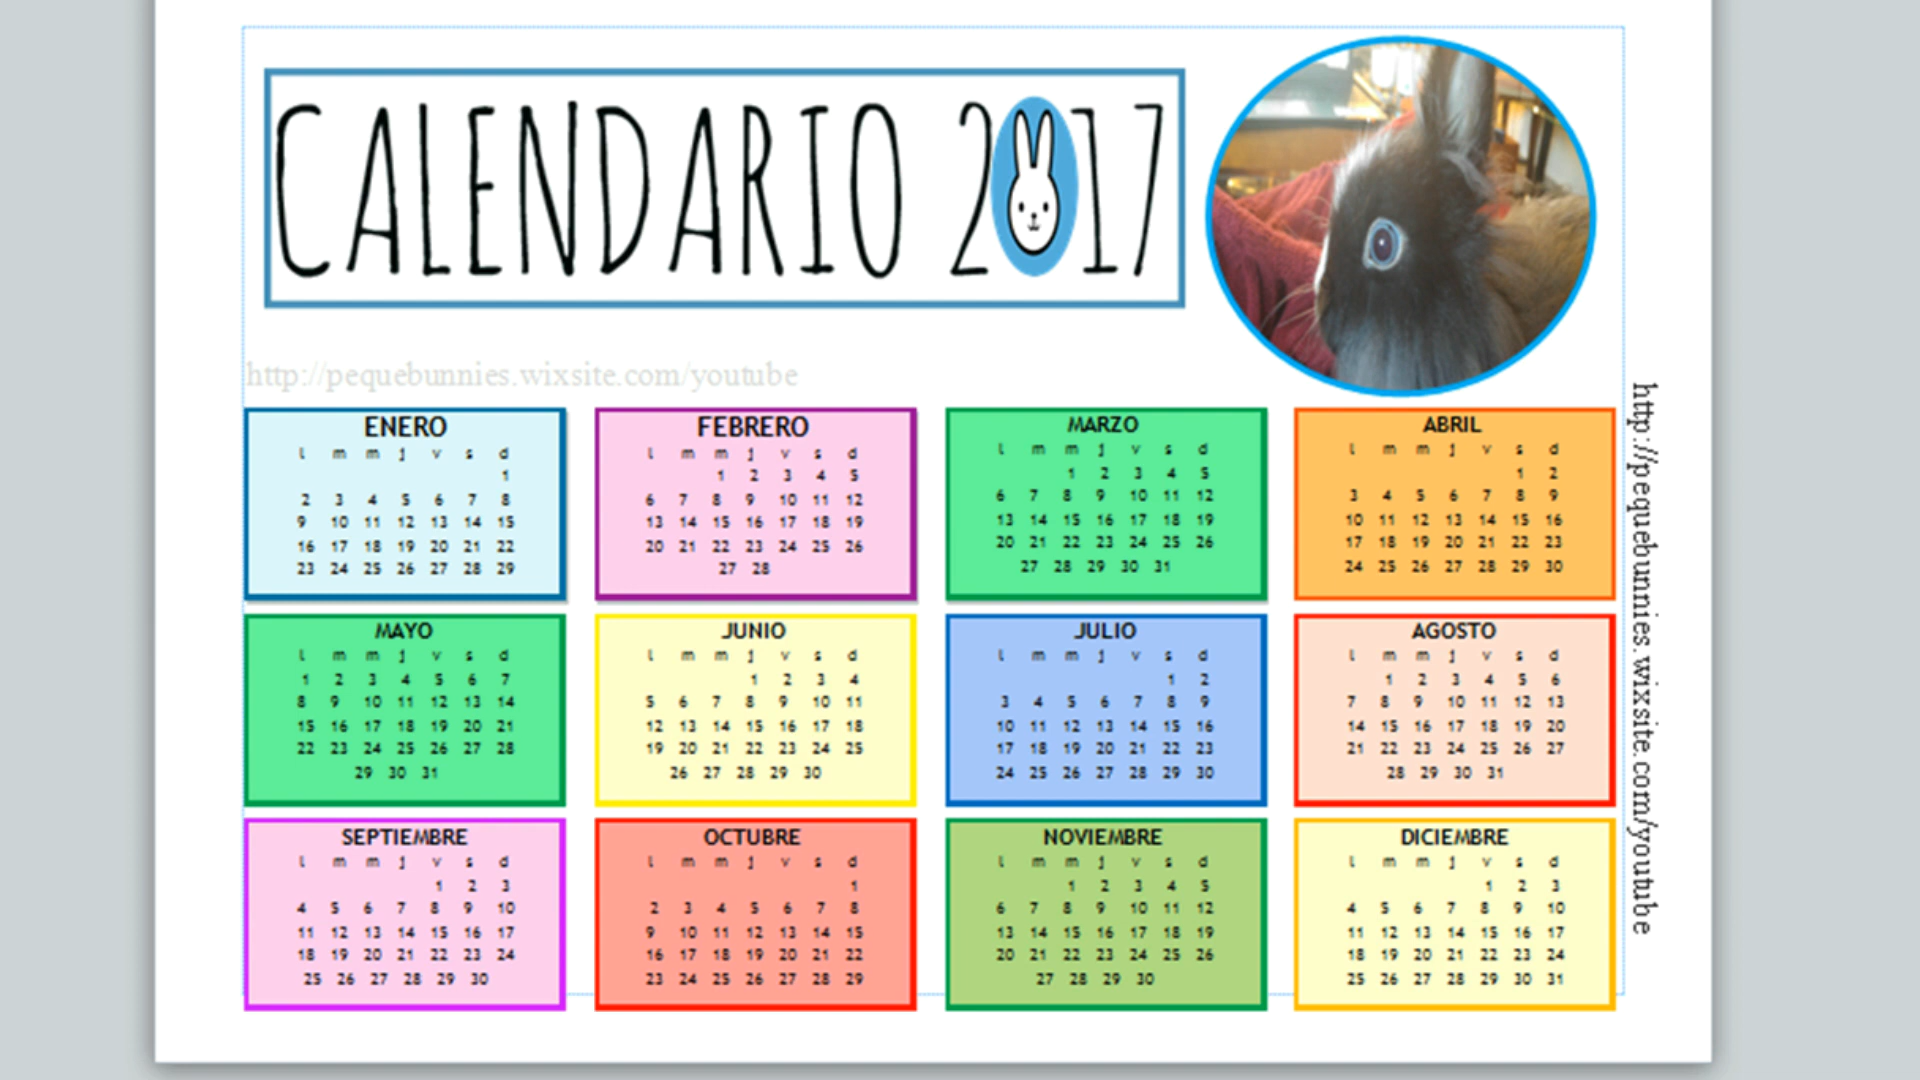 CALENDARIO 2017
http://pequebunnies.wixsite.com/youtube
ENERO
l m m j v s d
1
2 3 4 5 6 7 8
9 10 11 12 13 14 15
16 17 18 19 20 21 22
23 24 25 26 27 28 29
FEBRERO
l m m j v s d
1 2 3 4 5
6 7 8 9 10 11 12
13 14 15 16 17 18 19
20 21 22 23 24 25 26
27 28
MARZO
l m m j v s d
1 2 3 4 5
6 7 8 9 10 11 12
13 14 15 16 17 18 19
20 21 22 23 24 25 26
27 28 29 30 31
ABRIL
l m m j v s d
1 2
3 4 5 6 7 8 9
10 11 12 13 14 15 16
17 18 19 20 21 22 23
24 25 26 27 28 29 30
MAYO
l m m j v s d
1 2 3 4 5 6 7
8 9 10 11 12 13 14
15 16 17 18 19 20 21
22 23 24 25 26 27 28
29 30 31
JUNIO
l m m j v s d
1 2 3 4
5 6 7 8 9 10 11
12 13 14 15 16 17 18
19 20 21 22 23 24 25
26 27 28 29 30
JULIO
l m m j v s d
1 2
3 4 5 6 7 8 9
10 11 12 13 14 15 16
17 18 19 20 21 22 23
24 25 26 27 28 29 30
AGOSTO
l m m j v s d
1 2 3 4 5 6
7 8 9 10 11 12 13
14 15 16 17 18 19 20
21 22 23 24 25 26 27
28 29 30 31
SEPTIEMBRE
l m m j v s d
1 2 3
4 5 6 7 8 9 10
11 12 13 14 15 16 17
18 19 20 21 22 23 24
25 26 27 28 29 30
OCTUBRE
l m m j v s d
1
2 3 4 5 6 7 8
9 10 11 12 13 14 15
16 17 18 19 20 21 22
23 24 25 26 27 28 29
NOVIEMBRE
l m m j v s d
1 2 3 4 5
6 7 8 9 10 11 12
13 14 15 16 17 18 19
20 21 22 23 24 25 26
27 28 29 30
DICIEMBRE
l m m j v s d
1 2 3
4 5 6 7 8 9 10
11 12 13 14 15 16 17
18 19 20 21 22 23 24
25 26 27 28 29 30 31
http://pequebunnies.wixsite.com/youtube